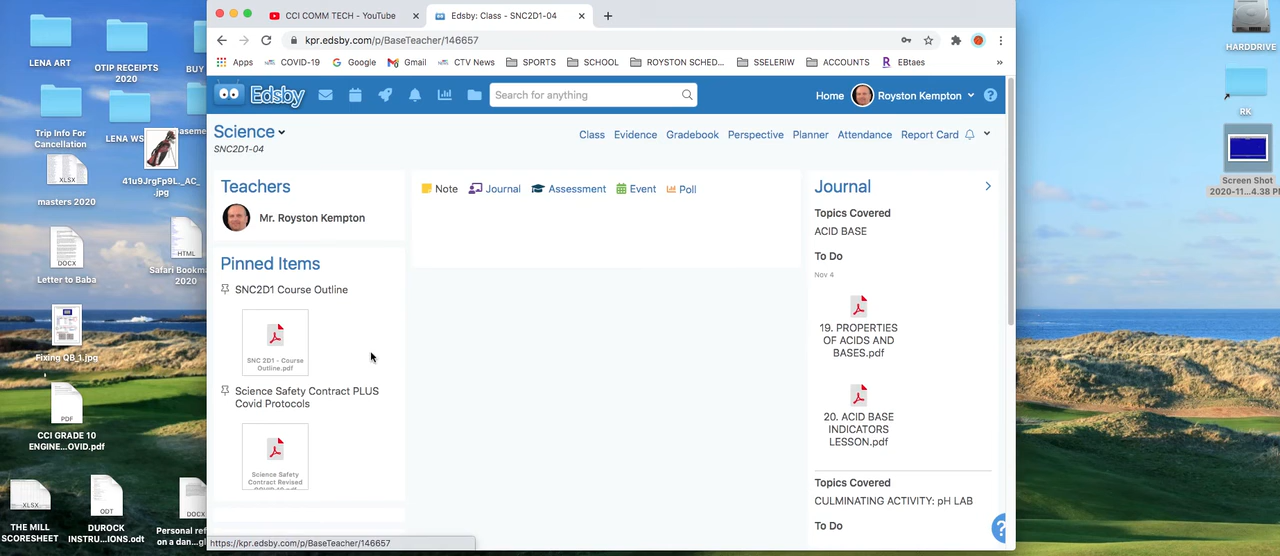 LENA ART
OTIP RECEIPTS
2020
BUY
Trip Info For
Cancellation
LENA WS
aseme
41u9JrgFp9L._AC_
.jpg
XLSX
masters 2020
DOCX
Letter to Baba
HTML
Safari Bookma
2020
Fixing QB_1.jpg
PDF
CCI GRADE 10
ENGINE...OVID.pdf
XLSX
THE MILL
SCORESHEET
ODT
DUROCK
INSTRU...IONS.odt
DOCX
Personal ref
on a dan...gl
CCI COMM TECH - YouTube
Edsby: Class - SNC2D1-04
kpr.edsby.com/p/BaseTeacher/146657
Apps
COVID-19
Google
Gmail
CTV News
SPORTS
SCHOOL
ROYSTON SCHED...
SSELERIW
ACCOUNTS
EBtaes
»
Edsby
Search for anything
Home
Royston Kempton
?
Science
SNC2D1-04
Class
Evidence
Gradebook
Perspective
Planner
Attendance
Report Card
Teachers
Mr. Royston Kempton
Pinned Items
SNC2D1 Course Outline
SNC 2D1 - Course
Outline.pdf
Science Safety Contract PLUS
Covid Protocols
Science Safety
Contract Revised
Note
Journal
Assessment
Event
Poll
Journal
Topics Covered
ACID BASE
To Do
Nov 4
19. PROPERTIES
OF ACIDS AND
BASES.pdf
20. ACID BASE
INDICATORS
LESSON.pdf
Topics Covered
CULMINATING ACTIVITY: pH LAB
To Do
?
https://kpr.edsby.com/p/BaseTeacher/146657
HARDDRIVE
RK
Screen Shot
2020-11...4.38 P